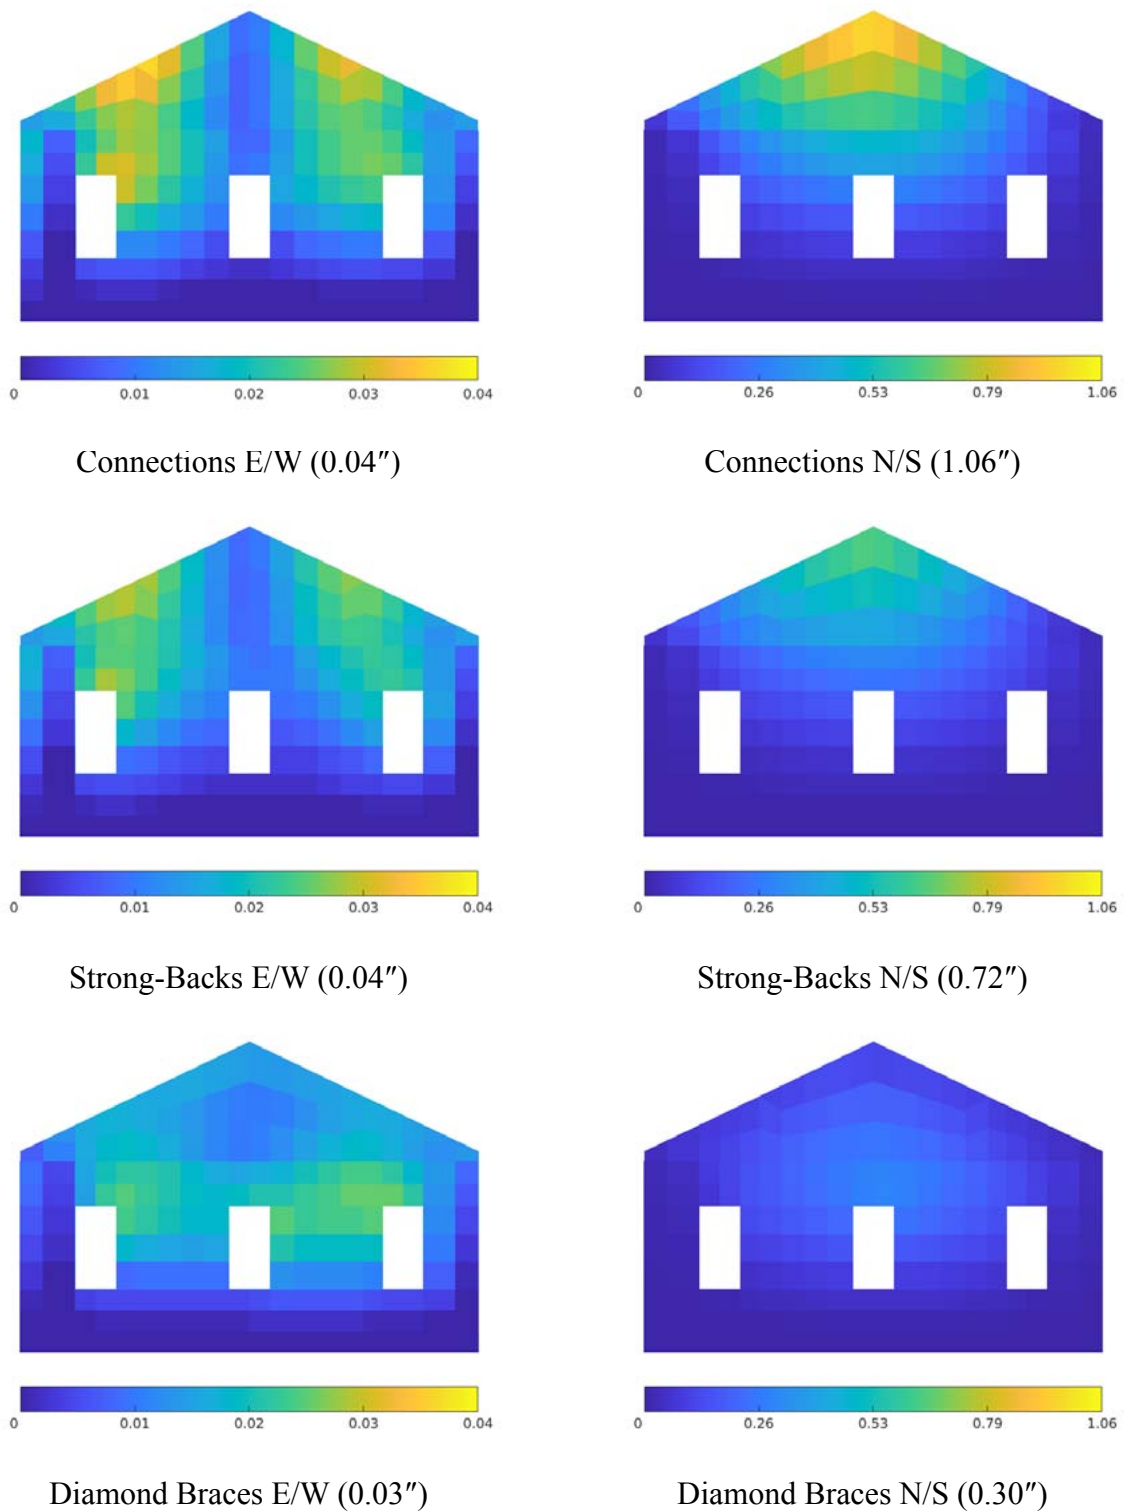 0 0.01 0.02 0.03 0.04
0 0.26 0.53 0.79 1.06
Connections E/W (0.04″)
Connections N/S (1.06″)
0 0.01 0.02 0.03 0.04
0 0.26 0.53 0.79 1.06
Strong-Backs E/W (0.04″)
Strong-Backs N/S (0.72″)
0 0.01 0.02 0.03 0.04
0 0.26 0.53 0.79 1.06
Diamond Braces E/W (0.03″)
Diamond Braces N/S (0.30″)